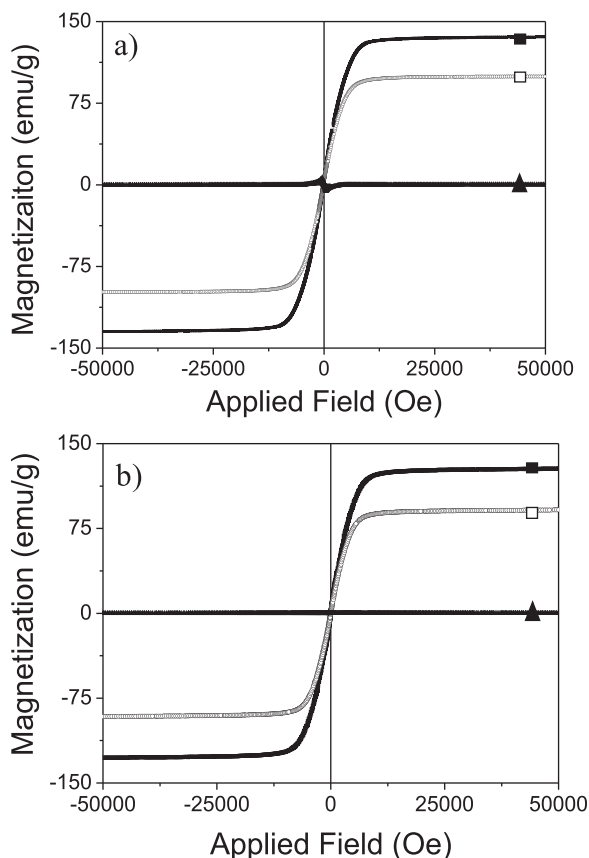 a)
Magnetizaiton (emu/g)
150
75
0
-75
-150
-50000 -25000 0 25000 50000
Applied Field (Oe)
b)
Magnetization (emu/g)
150
75
0
-75
-150
-50000 -25000 0 25000 50000
Applied Field (Oe)